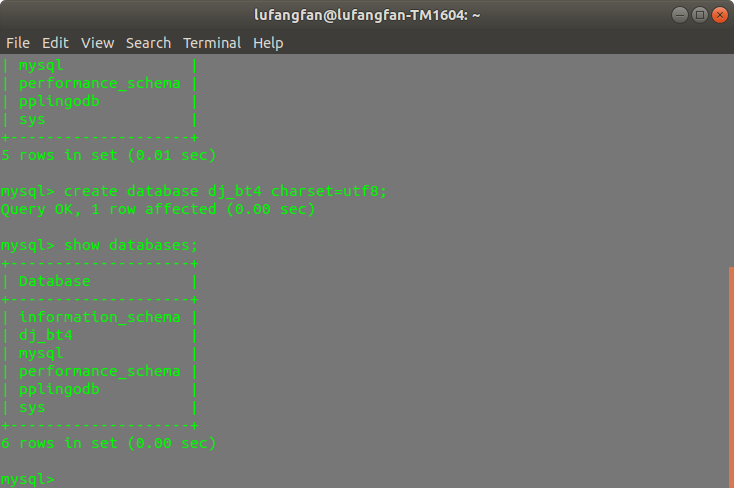 lufangfan@lufangfan-TM1604: ~
File Edit View Search Terminal Help
| mysql              |
| performance_schema |
| pplingodb          |
| sys                |
+--------------------+
5 rows in set (0.01 sec)
mysql> create database dj_bt4 charset=utf8;
Query OK, 1 row affected (0.00 sec)
mysql> show databases;
+--------------------+
| Database           |
+--------------------+
| information_schema |
| dj_bt4             |
| mysql              |
| performance_schema |
| pplingodb          |
| sys                |
+--------------------+
6 rows in set (0.00 sec)
mysql>